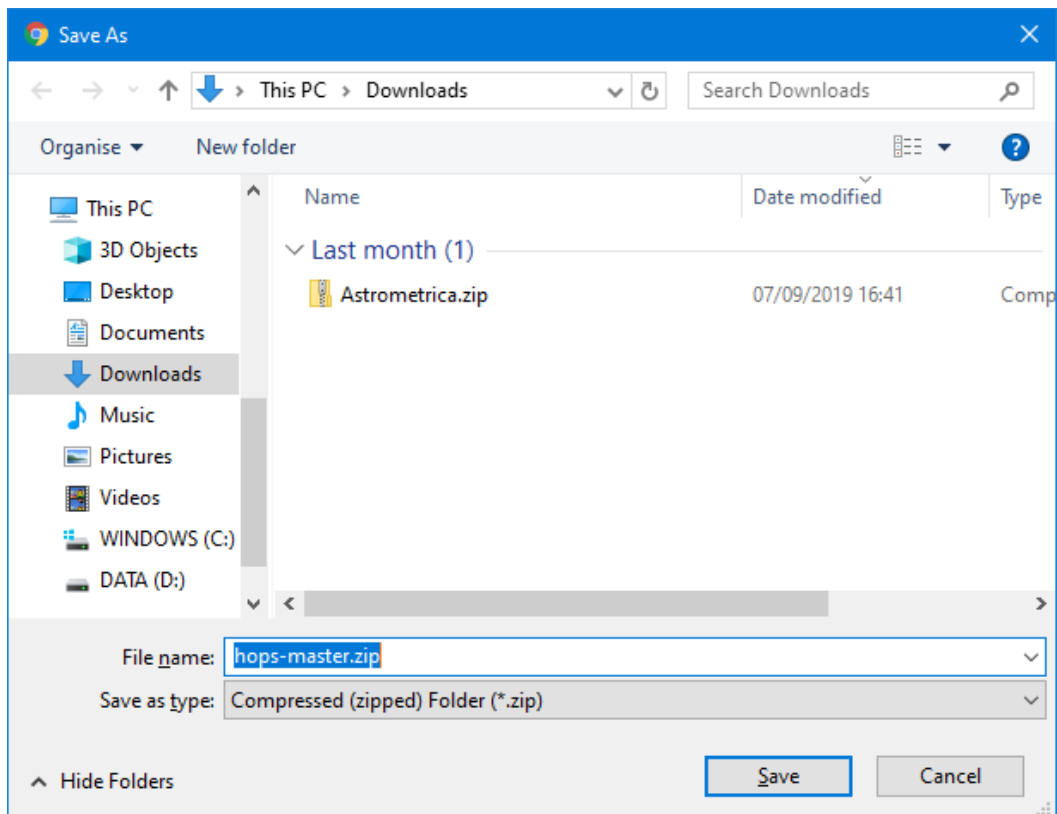 Save As
This PC > Downloads
Search Downloads
Organise
New folder
Name
Date modified
Type
This PC
3D Objects
Desktop
Documents
Downloads
Music
Pictures
Videos
WINDOWS (C:)
DATA (D:)
Last month (1)
Astrometrica.zip
07/09/2019 16:41
Comp
File name:
hops-master.zip
Save as type:
Compressed (zipped) Folder (*.zip)
Hide Folders
Save
Cancel